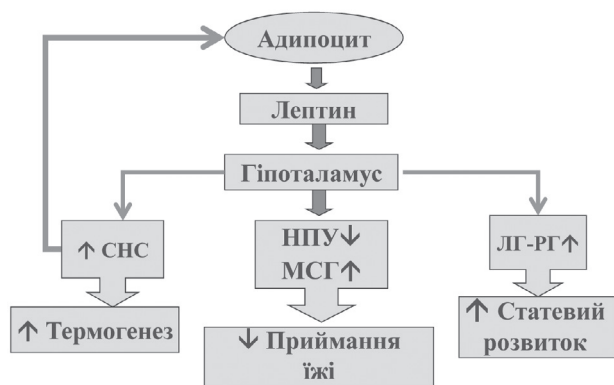 Адипоцит
Лептин
Гіпоталамус
↑ СНС
НПУ↓
МСГ↑
ЛГ-РГ↑
↑ Термогенез
↓ Приймання
їжі
↑ Статевий
розвиток